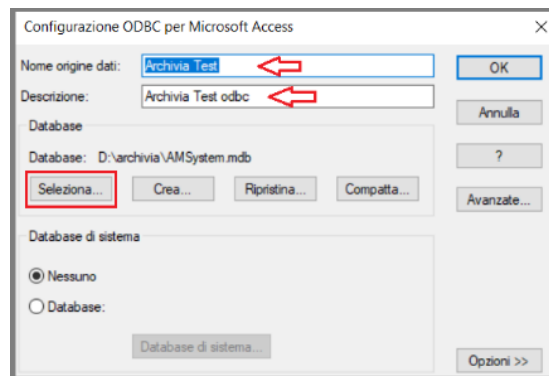 Configurazione ODBC per Microsoft Access
Nome origine dati: Archivia Test
OK
Descrizione: Archivia Test odbc
Annulla
Database
Database: D:\archivia\AMSystem.mdb
?
Seleziona... Crea... Ripristina... Compatta...
Avanzate...
Database di sistema
Nessuno
Database:
Database di sistema...
Opzioni >>